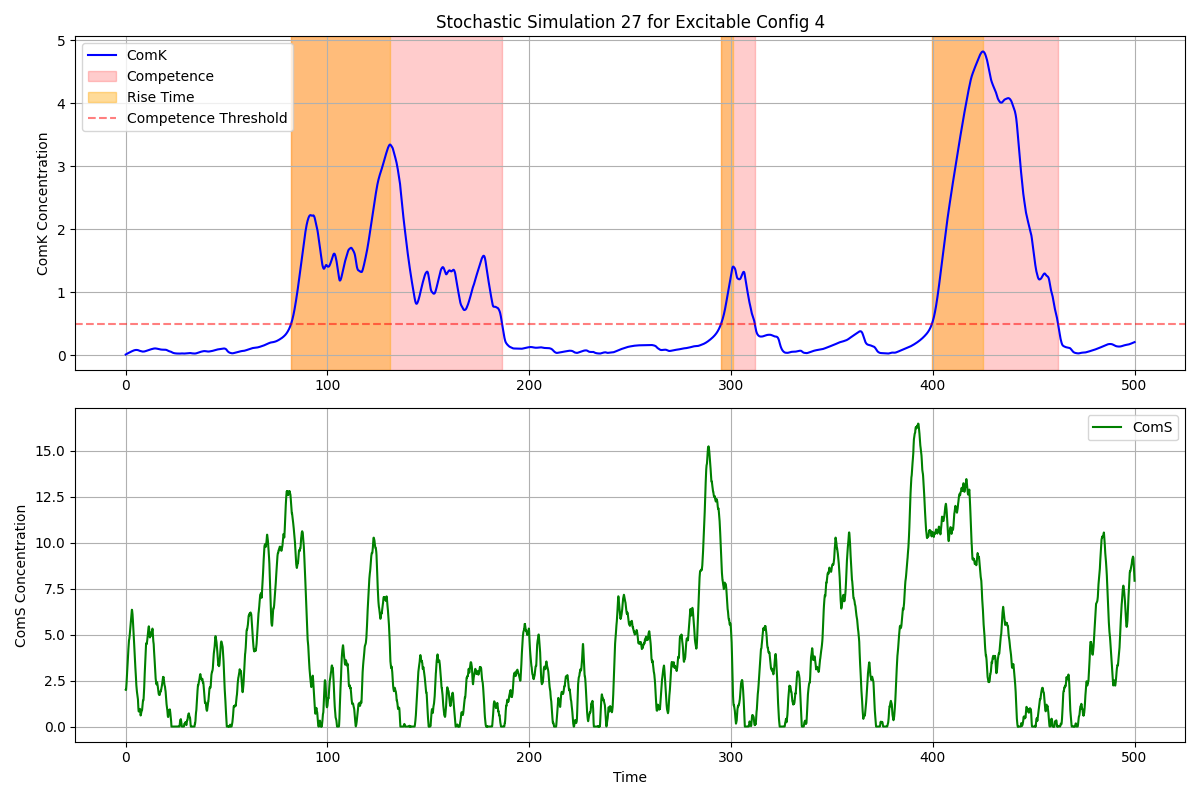 Stochastic Simulation 27 for Excitable Config 4
ComK
Competence
Rise Time
Competence Threshold
ComK Concentration
5
4
3
2
1
0
0 100 200 300 400 500
ComS
ComS Concentration
15.0
12.5
10.0
7.5
5.0
2.5
0.0
0 100 200 300 400 500
Time